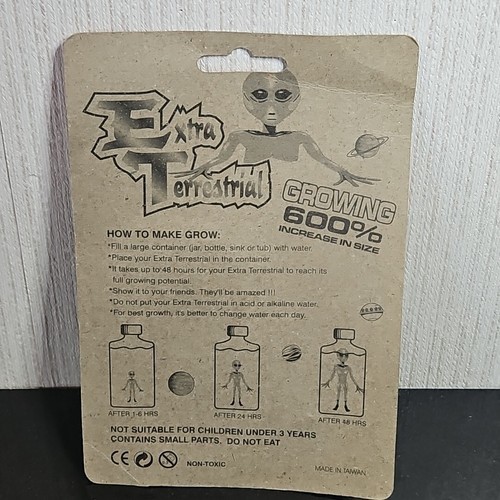 Extra
Terrestrial
GROWING
600%
INCREASE IN SIZE
HOW TO MAKE GROW:
*Fill a large container (jar, bottle, sink or tub) with water.
*Place your Extra Terrestrial in the container.
*It takes up to 48 hours for your Extra Terrestrial to reach its
full growing potential.
*Show it to your friends. They'll be amazed !!!
*Do not put your Extra Terrestrial in acid or alkaline water.
*For best growth, it's better to change water each day.
AFTER 1-6 HRS
AFTER 24 HRS
AFTER 48 HRS
NOT SUITABLE FOR CHILDREN UNDER 3 YEARS
CONTAINS SMALL PARTS. DO NOT EAT
CE
NON-TOXIC
MADE IN TAIWAN